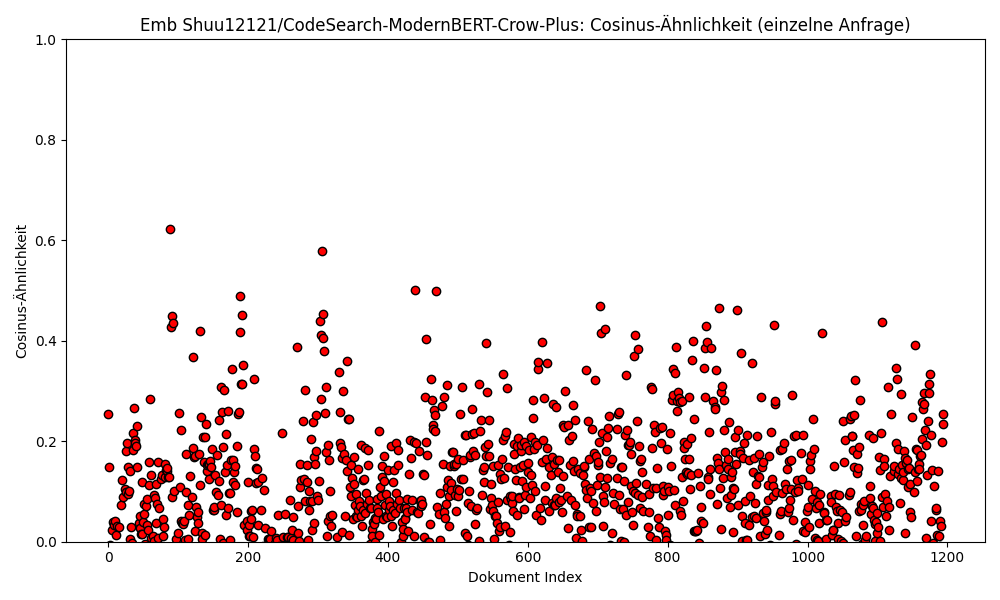 Emb Shuu12121/CodeSearch-ModernBERT-Crow-Plus: Cosinus-Ähnlichkeit (einzelne Anfrage)
1.0
0.8
0.6
0.4
0.2
0.0
Cosinus-Ähnlichkeit
0 200 400 600 800 1000 1200
Dokument Index